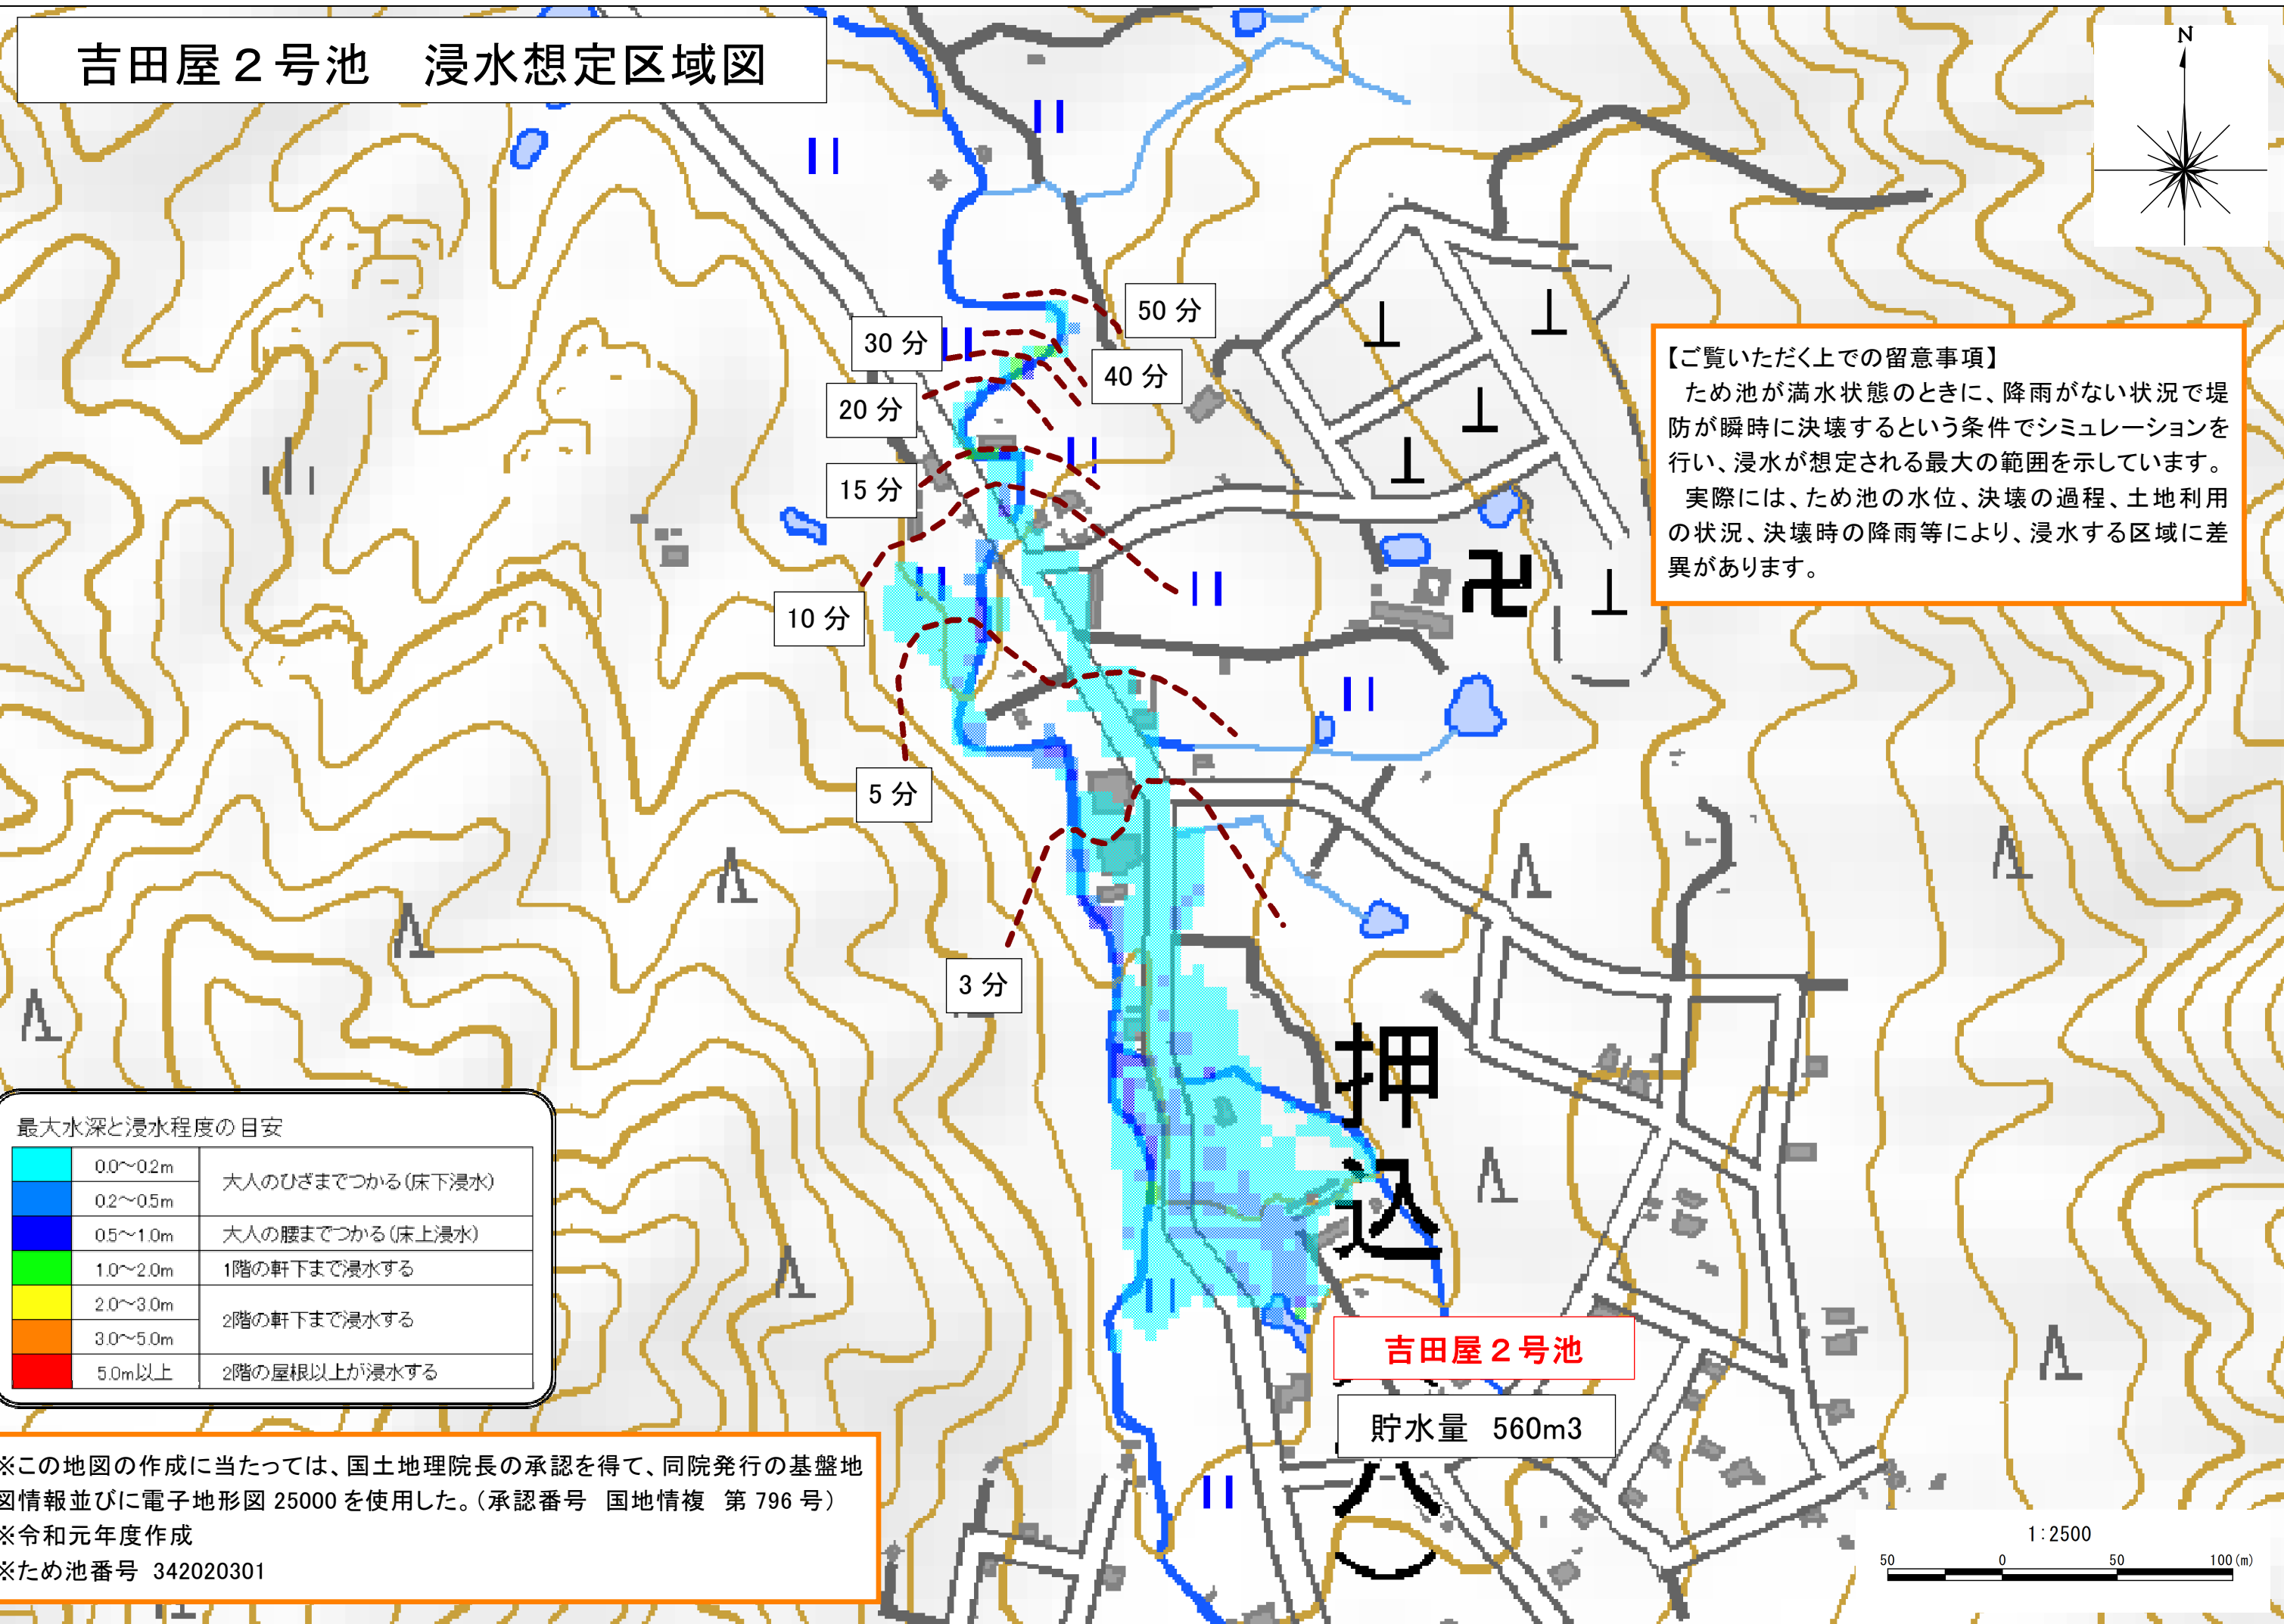 吉田屋２号池　浸水想定区域図
N
50 分
30 分
40 分
20 分
15 分
10 分
5 分
3 分
【ご覧いただく上での留意事項】
ため池が満水状態のときに、降雨がない状況で堤
防が瞬時に決壊するという条件でシミュレーションを
行い、浸水が想定される最大の範囲を示しています。
実際には、ため池の水位、決壊の過程、土地利用
の状況、決壊時の降雨等により、浸水する区域に差
異があります。
押
込
吉田屋２号池
貯水量 560m3
最大水深と浸水程度の目安
0.0～0.2m
大人のひざまでつかる(床下浸水)
0.2～0.5m
0.5～1.0m 大人の腰までつかる(床上浸水)
1.0～2.0m 1階の軒下まで浸水する
2.0～3.0m
2階の軒下まで浸水する
3.0～5.0m
5.0m以上 2階の屋根以上が浸水する
※この地図の作成に当たっては、国土地理院長の承認を得て、同院発行の基盤地
図情報並びに電子地形図 25000 を使用した。（承認番号 国地情複 第 796 号）
※令和元年度作成
※ため池番号 342020301
1:2500
50 0 50 100(m)